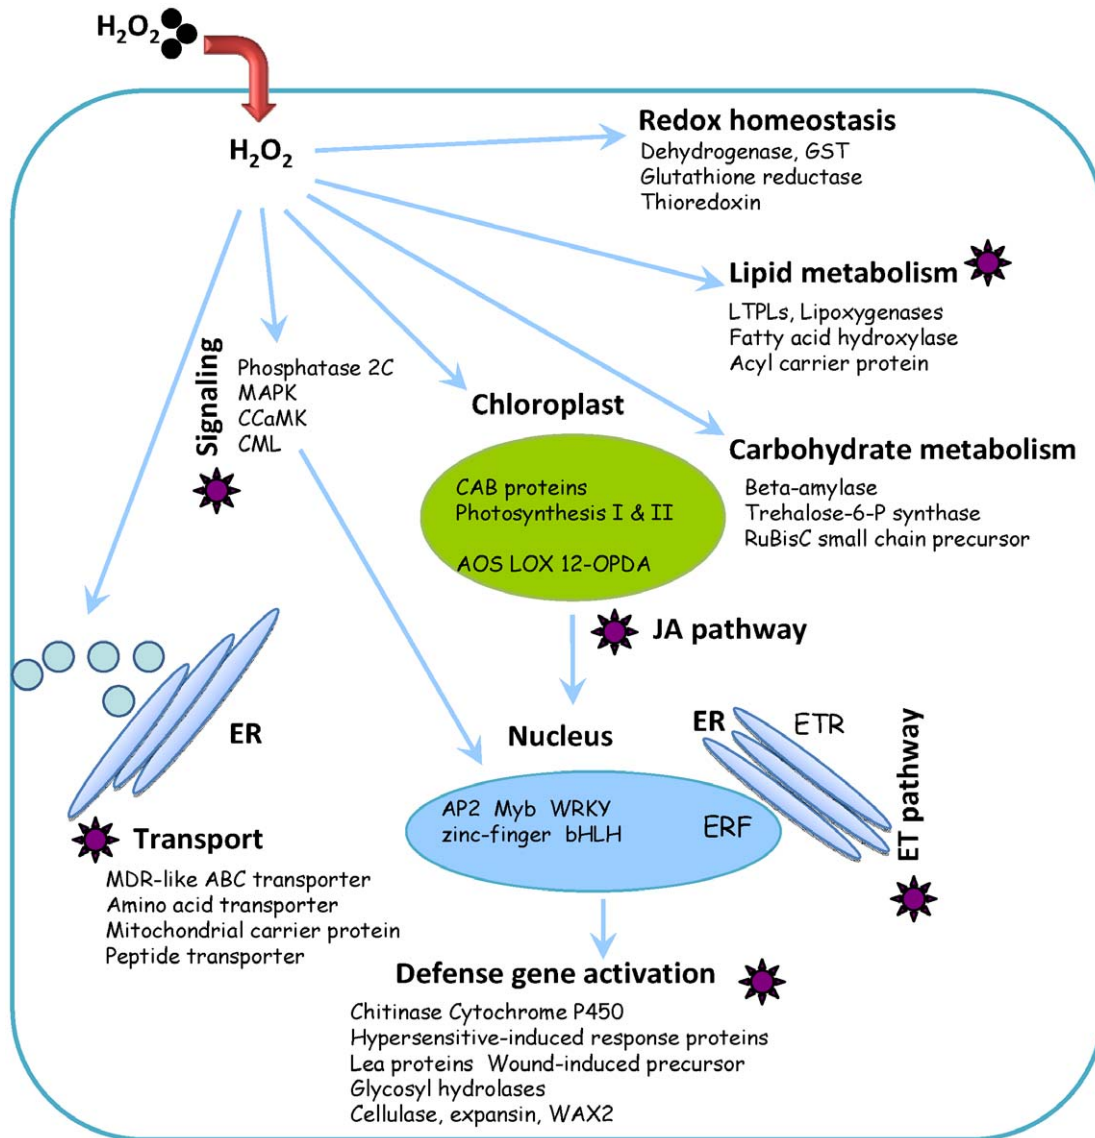 H2O2
H2O2
Redox homeostasis
Dehydrogenase, GST
Glutathione reductase
Thioredoxin
Lipid metabolism
LTPLs, Lipoxygenases
Fatty acid hydroxylase
Acyl carrier protein
Signaling
Phosphatase 2C
MAPK
CCaMK
CML
Chloroplast
CAB proteins
Photosynthesis I & II
AOS LOX 12-OPDA
Carbohydrate metabolism
Beta-amylase
Trehalose-6-P synthase
RuBisC small chain precursor
JA pathway
ER
Transport
MDR-like ABC transporter
Amino acid transporter
Mitochondrial carrier protein
Peptide transporter
Nucleus
AP2 Myb WRKY
zinc-finger bHLH
ERF
ER
ETR
ET pathway
Defense gene activation
Chitinase Cytochrome P450
Hypersensitive-induced response proteins
Lea proteins Wound-induced precursor
Glycosyl hydrolases
Cellulase, expansin, WAX2